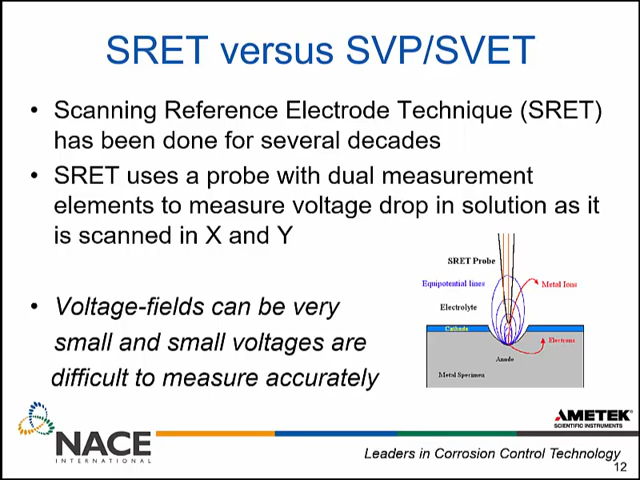 SRET versus SVP/SVET
• Scanning Reference Electrode Technique (SRET)
has been done for several decades
• SRET uses a probe with dual measurement
elements to measure voltage drop in solution as it
is scanned in X and Y
SRET Probe
Equipotential lines
Metal Ions
Electrolyte
Cathode
Electrons
Anode
Metal Specimen
• Voltage-fields can be very
small and small voltages are
difficult to measure accurately
NACE
INTERNATIONAL
AMETEK®
SCIENTIFIC INSTRUMENTS
Leaders in Corrosion Control Technology
12